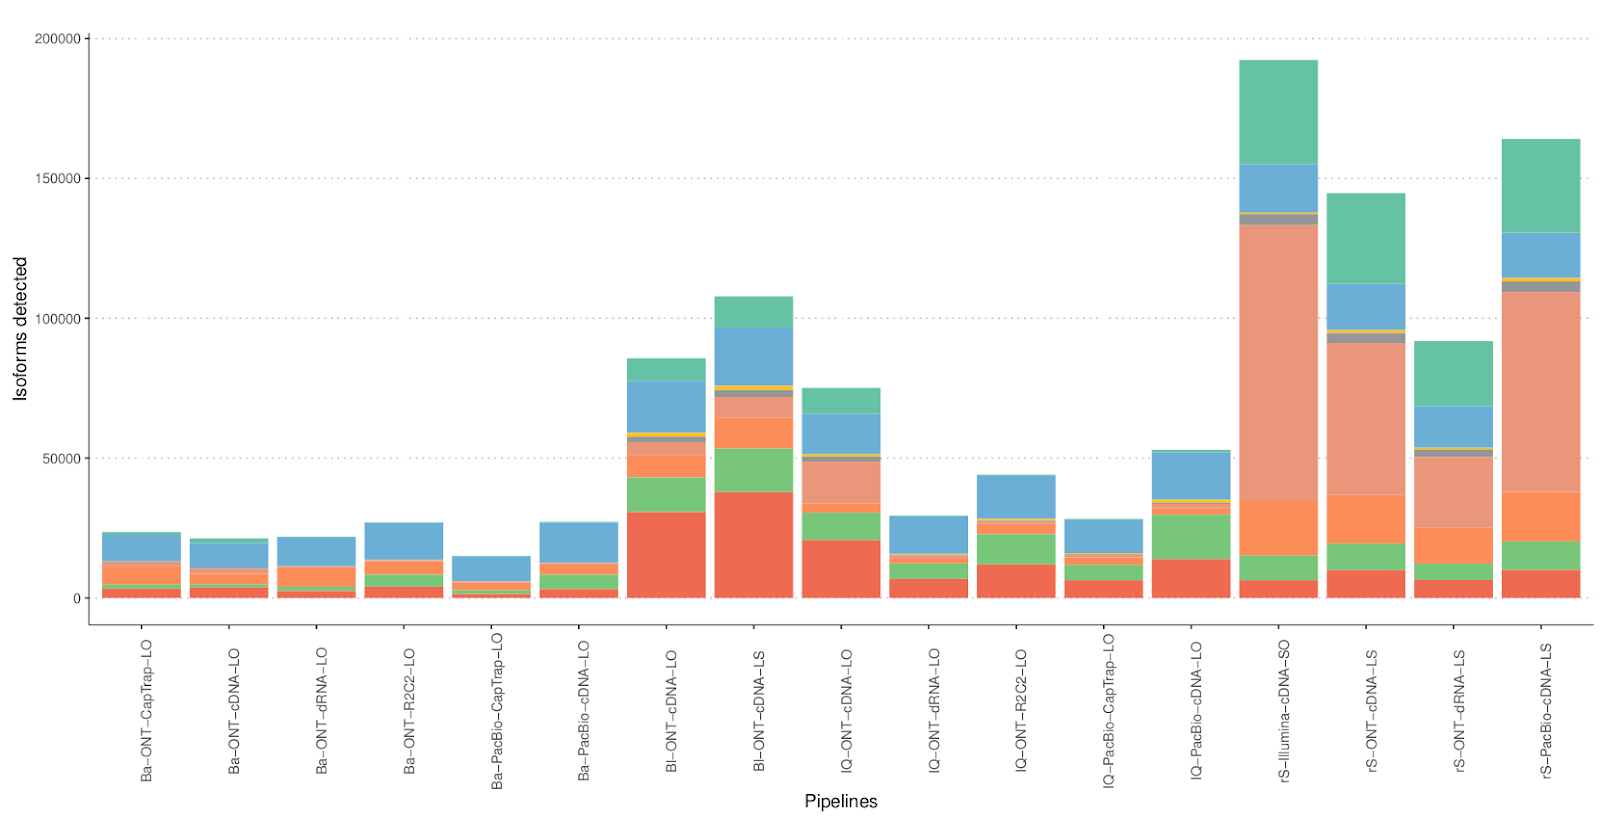 200000
150000
100000
50000
0
Isoforms detected
Ba−ONT−CapTrap−LO
Ba−ONT−cDNA−LO
Ba−ONT−dRNA−LO
Ba−ONT−R2C2−LO
Ba−PacBio−CapTrap−LO
Ba−PacBio−cDNA−LO
BI−ONT−cDNA−LO
BI−ONT−cDNA−LS
IQ−ONT−cDNA−LO
IQ−ONT−dRNA−LO
IQ−ONT−R2C2−LO
IQ−PacBio−CapTrap−LO
IQ−PacBio−cDNA−LO
rS−Illumina−cDNA−SO
rS−ONT−cDNA−LS
rS−ONT−dRNA−LS
rS−PacBio−cDNA−LS
Pipelines